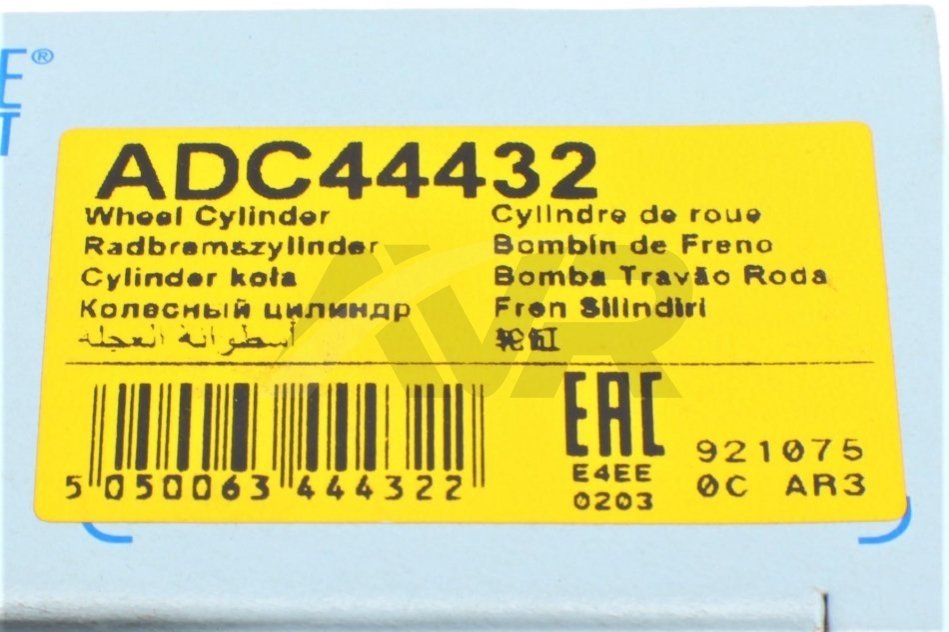 E®
T
ADC44432
Wheel Cylinder
Radbremszylinder
Cylinder koła
Колесный цилиндр
أسطوانة العجلة
Cylindre de roue
Bombín de Freno
Bomba Travão Roda
Fren Silindiri
轮缸
5 050063 444322
EAC
E4EE
0203
921075
0C AR3
AVR